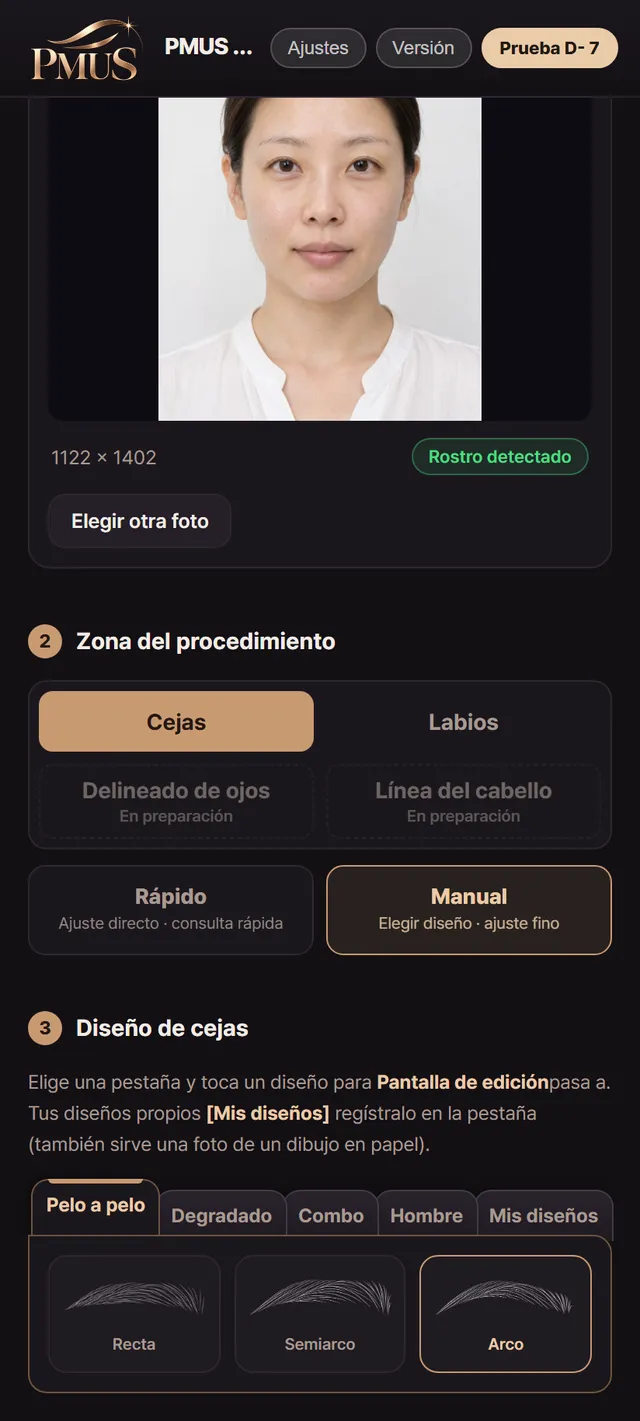 PMUS
PMUS ...
Ajustes
Versión
Prueba D- 7
1122 × 1402
Rostro detectado
Elegir otra foto
2
Zona del procedimiento
Cejas
Labios
Delineado de ojos
En preparación
Línea del cabello
En preparación
Rápido
Ajuste directo · consulta rápida
Manual
Elegir diseño · ajuste fino
3
Diseño de cejas
Elige una pestaña y toca un diseño para Pantalla de ediciónpasa a.
Tus diseños propios [Mis diseños] regístralo en la pestaña
(también sirve una foto de un dibujo en papel).
Pelo a pelo
Degradado
Combo
Hombre
Mis diseños
Recta
Semiarco
Arco